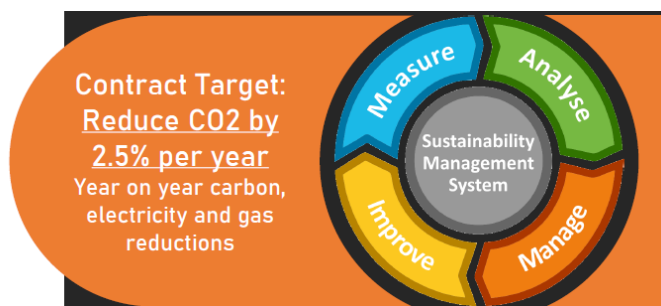 Contract Target:
Reduce CO2 by
2.5% per year
Year on year carbon,
electricity and gas
reductions
Measure
Analyse
Sustainability
Management
System
Improve
Manage